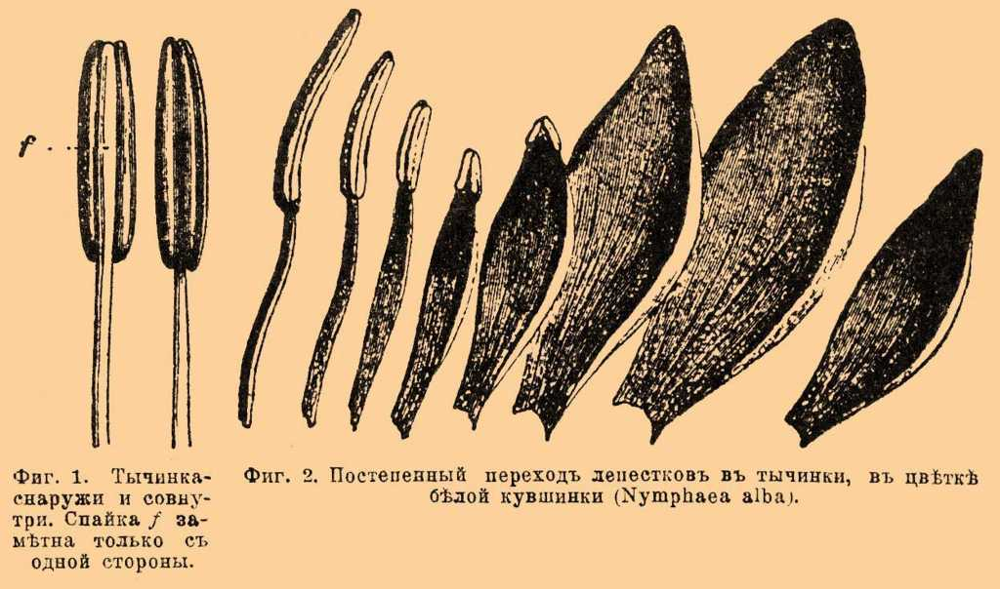 f
Фиг. 1. Тычинка-
снаружи и совну-
три. Спайка f за-
мѣтна только съ
одной стороны.
Фиг. 2. Постепенный переходъ лепестковъ въ тычинки, въ цвѣткѣ
бѣлой кувшинки (Nymphaea alba).